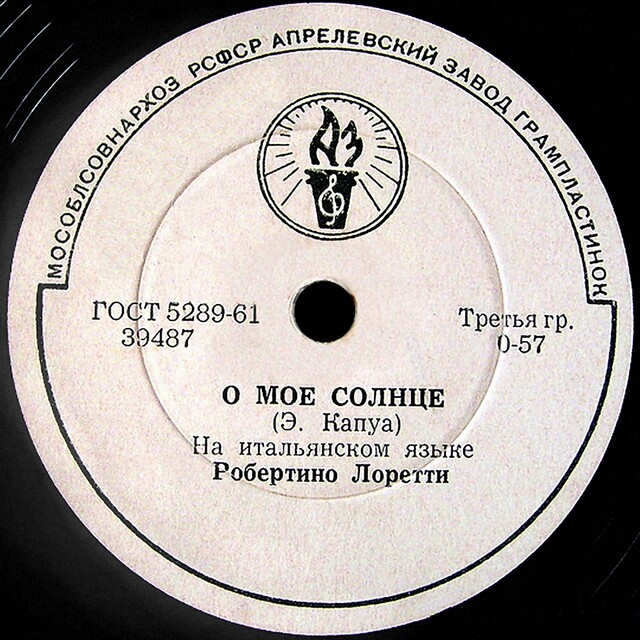 МОСОБЛСОВНАРХОЗ РСФСР АПРЕЛЕВСКИЙ ЗАВОД ГРАМПЛАСТИНОК
АЗ
ГОСТ 5289-61
39487
Третья гр.
0-57
О МОЕ СОЛНЦЕ
(Э. Капуа)
На итальянском языке
Робертино Лоретти